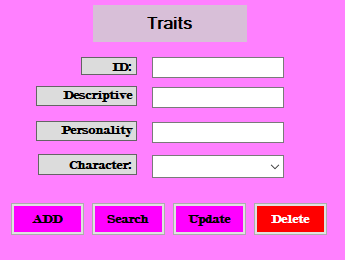 Traits
ID:
Descriptive
Personality
Character:
ADD Search Update Delete